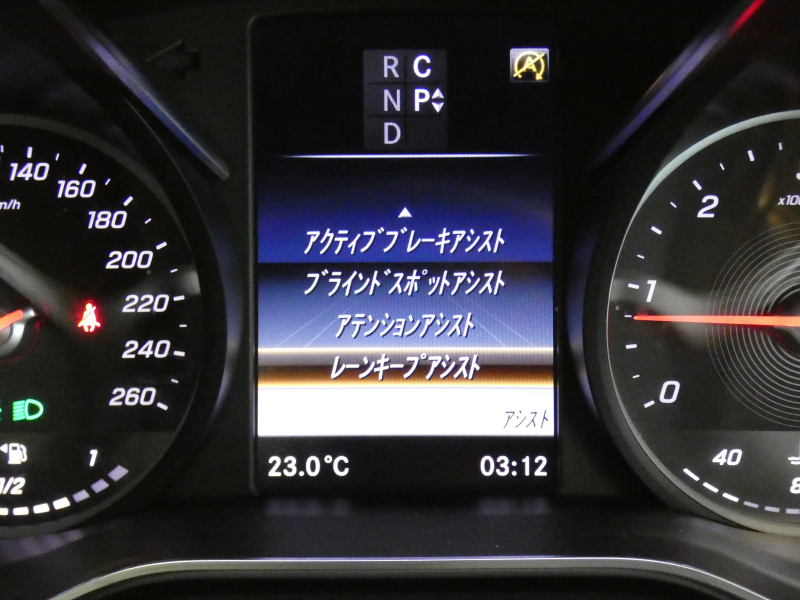 R C
N P
D
A
アクティブブレーキアシスト
ブラインドスポットアシスト
アテンションアシスト
レーンキープアシスト
アシスト
23.0°C
03:12
140
160
180
200
220
240
260
1
1/2
2
1
0
40